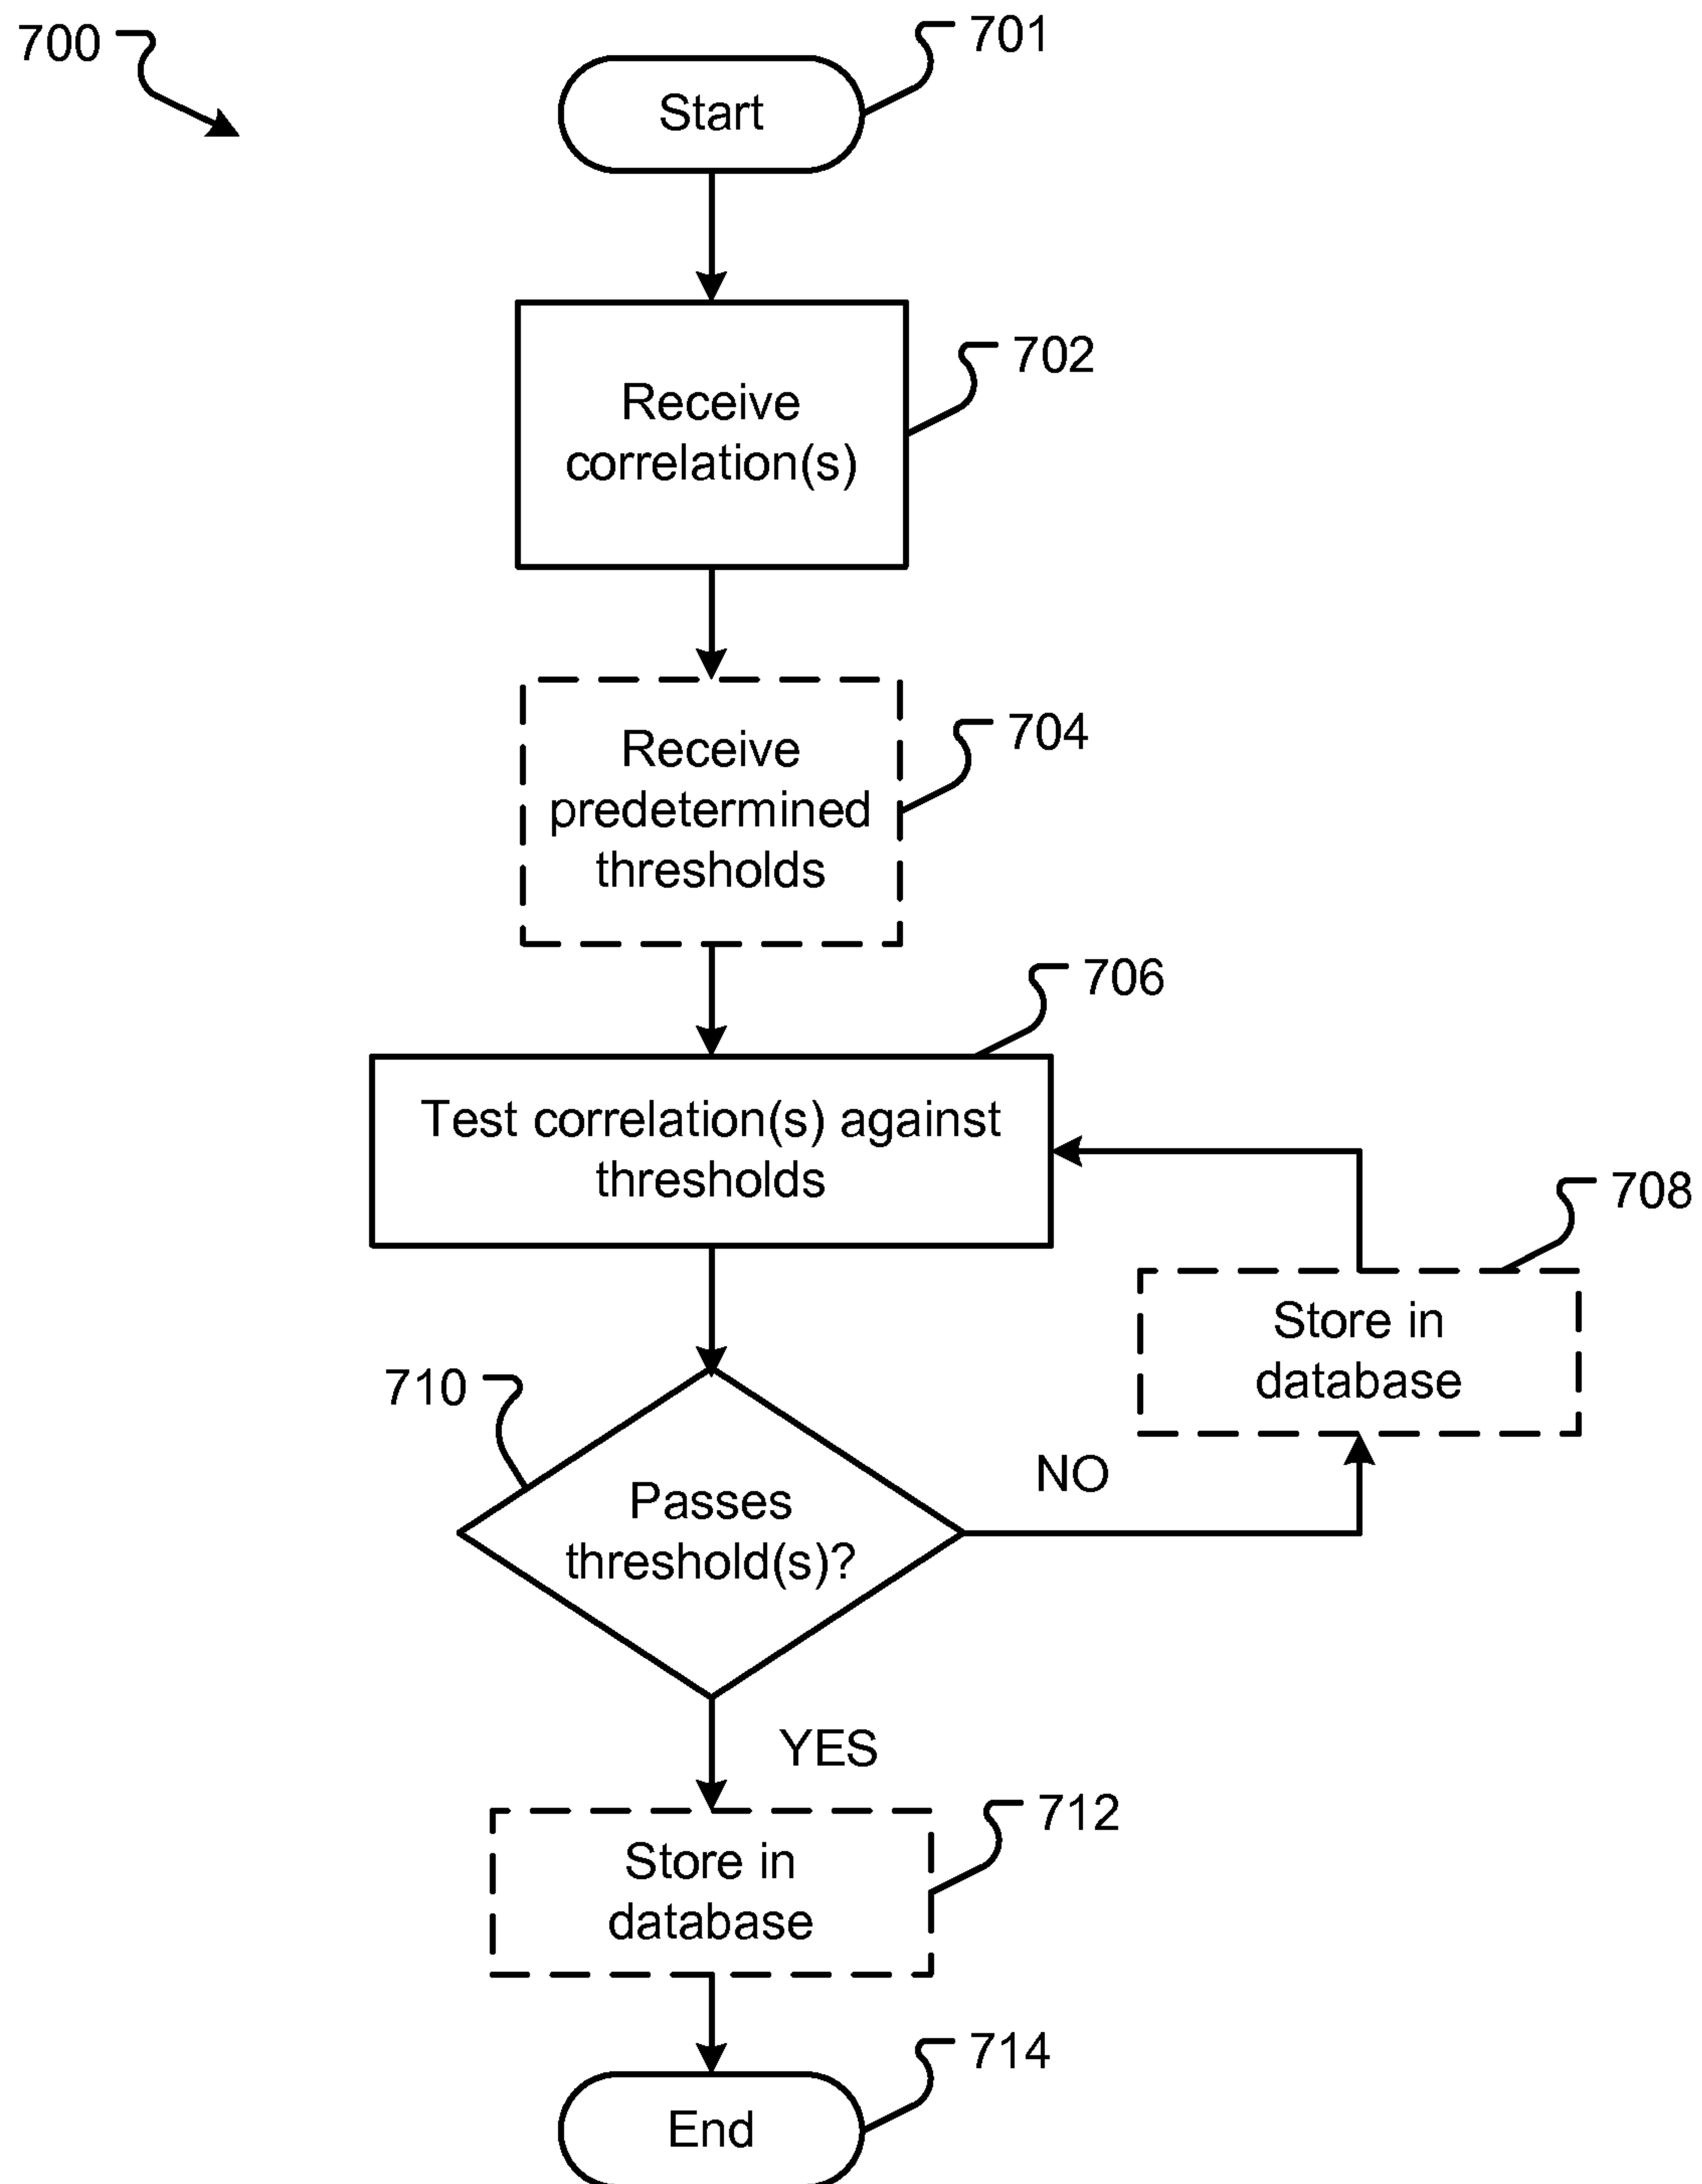 700
701
Start
702
Receive
correlation(s)
704
Receive
predetermined
thresholds
706
Test correlation(s) against
thresholds
708
Store in
database
710
NO
Passes
threshold(s)?
YES
712
Store in
database
714
End